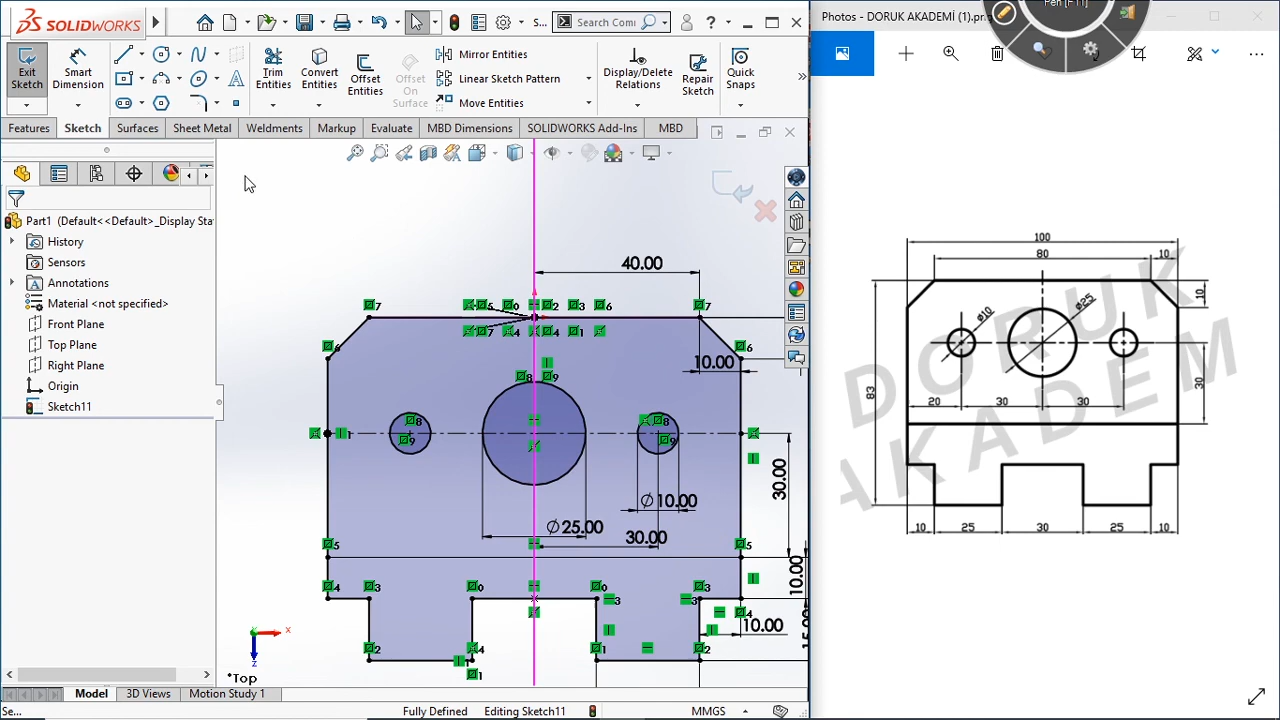 SOLIDWORKS
S...
Search Comm
?
Photos - DORUK AKADEMI (1).png
Pen [F11]
Exit Sketch
Smart Dimension
Trim Entities
Convert Entities
Offset Entities
Offset On Surface
Mirror Entities
Linear Sketch Pattern
Move Entities
Display/Delete Relations
Repair Sketch
Quick Snaps
Features
Sketch
Surfaces
Sheet Metal
Weldments
Markup
Evaluate
MBD Dimensions
SOLIDWORKS Add-Ins
MBD
Part1 (Default<<Default>_Display Sta
History
Sensors
Annotations
Material <not specified>
Front Plane
Top Plane
Right Plane
Origin
Sketch11
40.00
10.00
30.00
Ø10.00
Ø25.00
30.00
10.00
10.00
X
Z
*Top
100
80
10
10
Ø10
Ø25
83
20
30
30
30
10
25
30
25
10
DORUK
AKADEM
Model
3D Views
Motion Study 1
Se...
Fully Defined
Editing Sketch11
MMGS